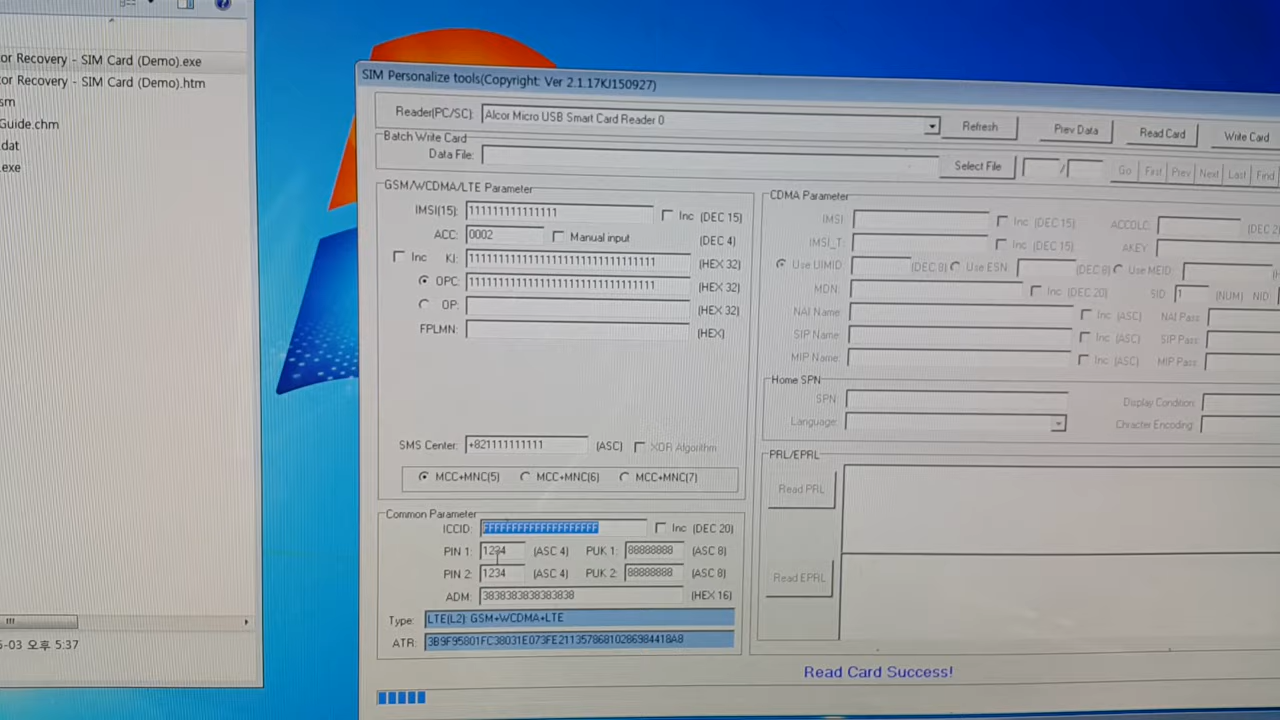 or Recovery - SIM Card (Demo).exe
or Recovery - SIM Card (Demo).htm
sm
Guide.chm
.dat
.exe
-03 오후 5:37
SIM Personalize tools(Copyright: Ver 2.1.17KJ150927)
Reader(PC/SC): Alcor Micro USB Smart Card Reader 0 Refresh Prev Data Read Card Write Card
Batch Write Card
Data File: Select File / Go First Prev Next Last Find
GSM/WCDMA/LTE Parameter
IMSI(15): 111111111111111 Inc (DEC 15)
ACC: 0002 Manual input (DEC 4)
Inc KI: 11111111111111111111111111111111 (HEX 32)
OPC: 11111111111111111111111111111111 (HEX 32)
OP: (HEX 32)
FPLMN: (HEX)
SMS Center: +821111111111 (ASC) XOR Algorithm
MCC+MNC(5) MCC+MNC(6) MCC+MNC(7)
Common Parameter
ICCID: FFFFFFFFFFFFFFFFFFFF Inc (DEC 20)
PIN 1: 1234 (ASC 4) PUK 1: 88888888 (ASC 8)
PIN 2: 1234 (ASC 4) PUK 2: 88888888 (ASC 8)
ADM: 3838383838383838 (HEX 16)
Type: LTE(L2): GSM+WCDMA+LTE
ATR: 3B9F95801FC38031E073FE21135786810286984418A8
CDMA Parameter
IMSI: Inc (DEC 15) ACCOLC: (DEC 2
IMSI_T: Inc (DEC 15) AKEY:
Use UIMID: (DEC 8) Use ESN: (DEC 8) Use MEID:
MDN: Inc (DEC 20) SID: 1 (NUM) NID:
NAI Name: Inc (ASC) NAI Pass:
SIP Name: Inc (ASC) SIP Pass:
MIP Name: Inc (ASC) MIP Pass:
Home SPN
SPN: Display Condition:
Language: Chracter Encoding:
PRL/EPRL
Read PRL
Read EPRL
Read Card Success!